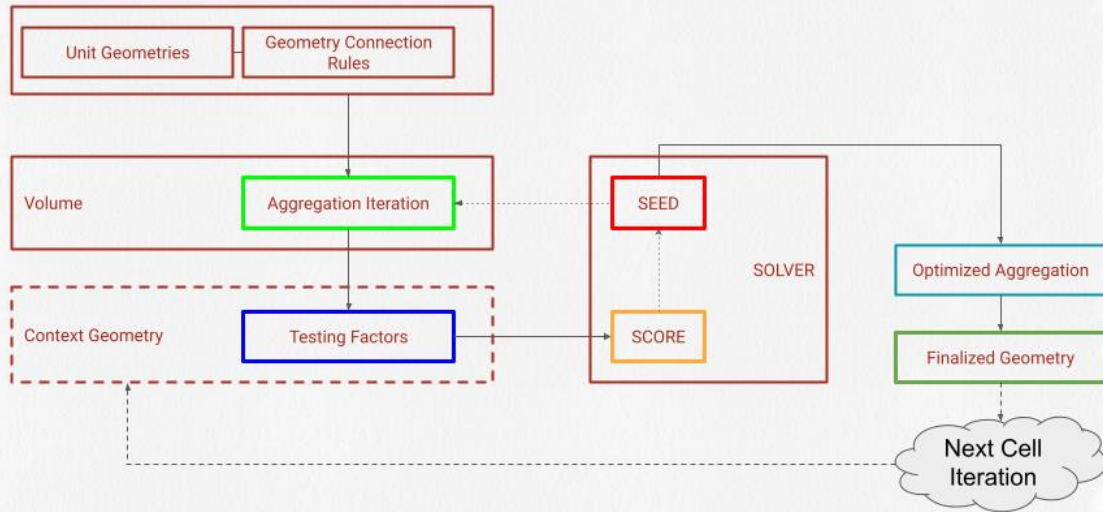 Unit Geometries
Geometry Connection
Rules
Volume
Aggregation Iteration
SEED
SOLVER
Optimized Aggregation
Context Geometry
Testing Factors
SCORE
Finalized Geometry
Next Cell
Iteration